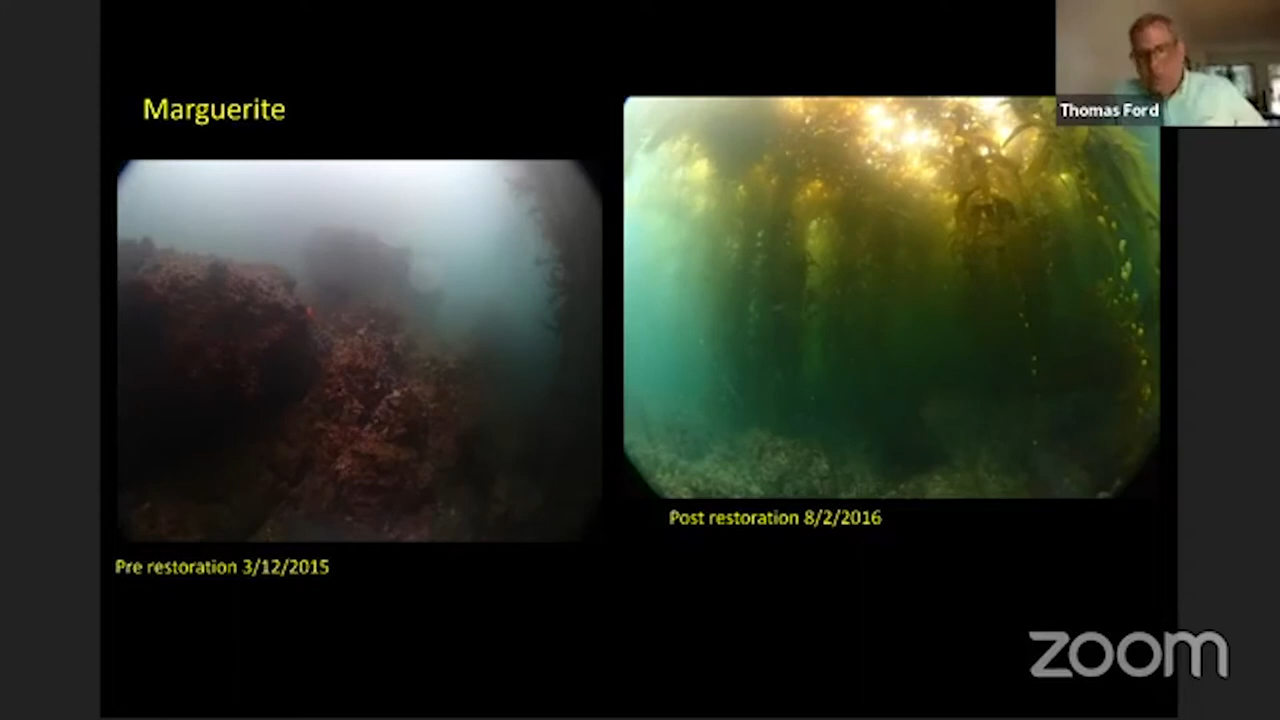 Marguerite
Thomas Ford
Post restoration 8/2/2016
Pre restoration 3/12/2015
zoom